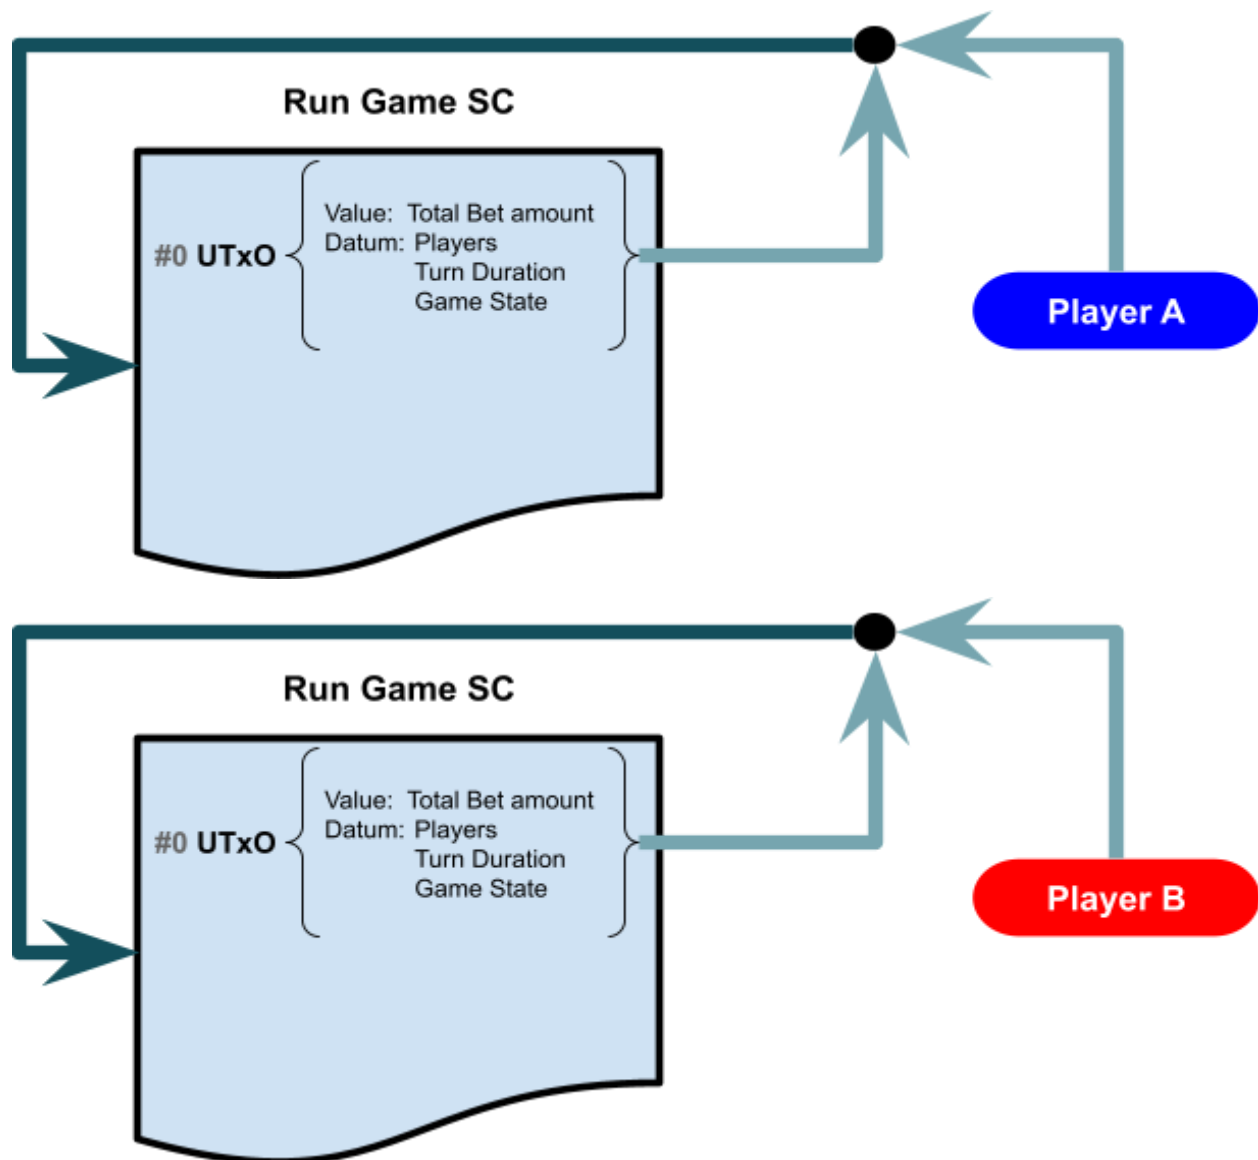 Run Game SC
Value: Total Bet amount
Datum: Players
#0 UTxO
Turn Duration
Game State
Player A
Run Game SC
Value: Total Bet amount
Datum: Players
#0 UTxO
Turn Duration
Game State
Player B